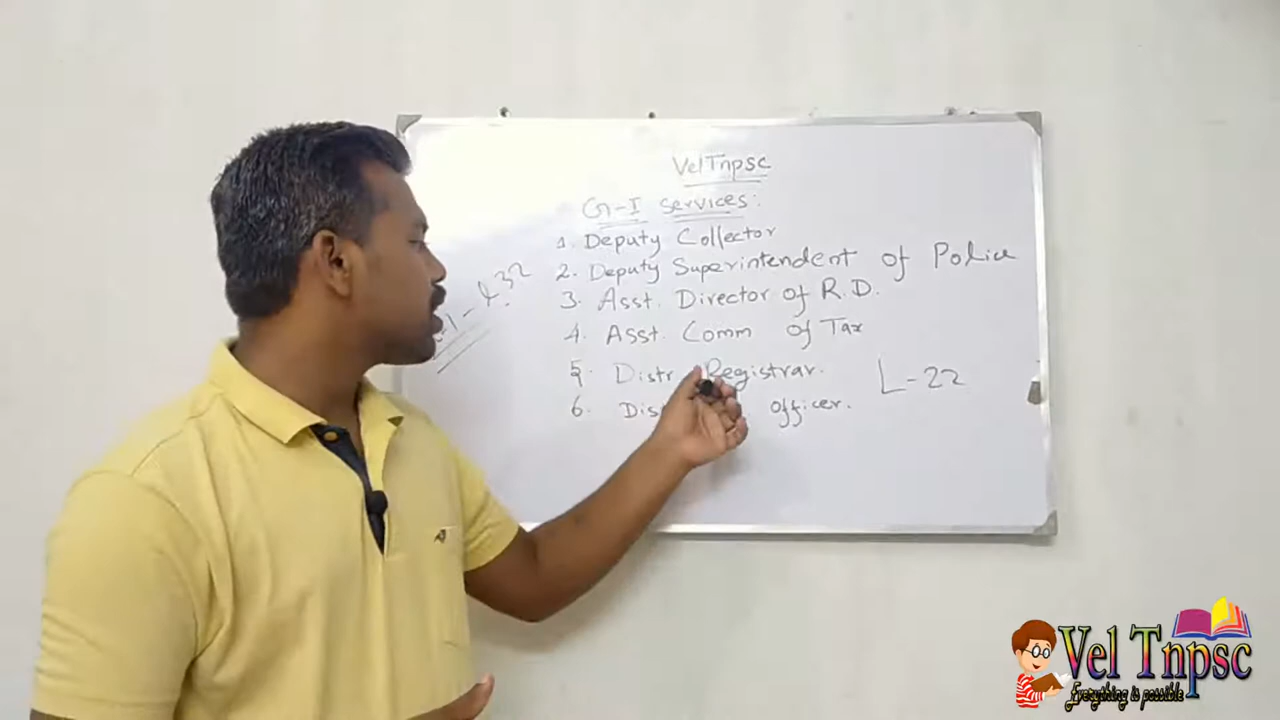 VelTnpsc
G-I services:
1. Deputy Collector
2. Deputy Superintendent of Police
3. Asst. Director of R.D.
4. Asst. Comm of Tax
5. Distr Registrar.
6. Dis officer.
L-22
Vel Tnpsc
Everything is possible